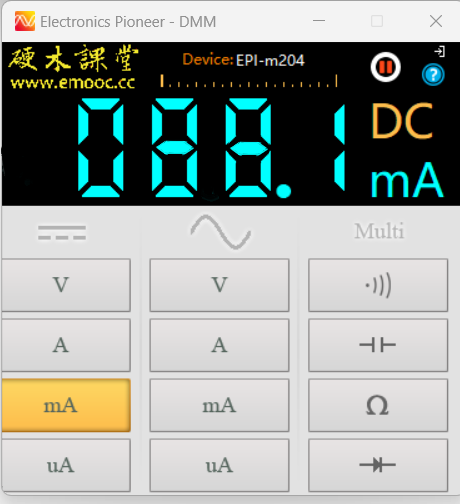 Electronics Pioneer - DMM
硬木課堂
www.emooc.cc
Device: EPI-m204
088.1
DC
mA
Multi
V
V
A
A
mA
mA
Ω
uA
uA